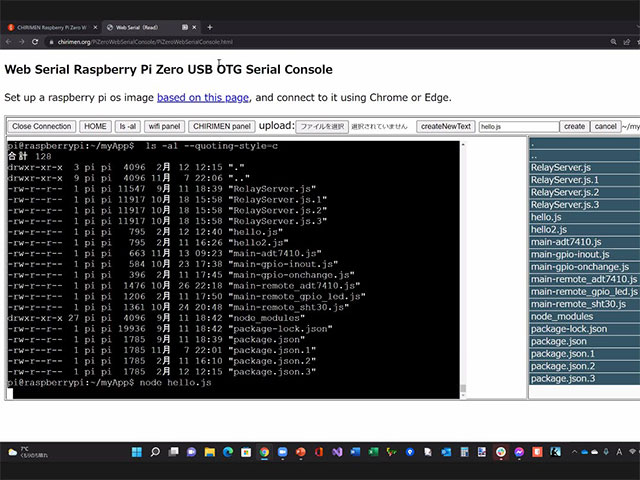 CHIRIMEN Raspberry Pi Zero W
Web Serial (Read)
chirimen.org/PiZeroWebSerialConsole/PiZeroWebSerialConsole.html
Web Serial Raspberry Pi Zero USB OTG Serial Console
Set up a raspberry pi os image based on this page, and connect to it using Chrome or Edge.
Close Connection HOME ls -al wifi panel CHIRIMEN panel upload: ファイルを選択 選択されていません createNewText hello.js create cancel ~/my
pi@raspberrypi:~/myApp$ ls -al --quoting-style=c
合計 128
drwxr-xr-x 3 pi pi 4096 2月 12 12:15 "."
drwxr-xr-x 9 pi pi 4096 11月 7 22:06 ".."
-rw-r--r-- 1 pi pi 11547 9月 11 18:39 "RelayServer.js"
-rw-r--r-- 1 pi pi 11917 10月 18 15:58 "RelayServer.js.1"
-rw-r--r-- 1 pi pi 11917 10月 18 15:58 "RelayServer.js.2"
-rw-r--r-- 1 pi pi 11917 10月 18 15:58 "RelayServer.js.3"
-rw-r--r-- 1 pi pi 795 2月 12 12:40 "hello.js"
-rw-r--r-- 1 pi pi 795 2月 11 16:26 "hello2.js"
-rw-r--r-- 1 pi pi 663 11月 13 09:23 "main-adt7410.js"
-rw-r--r-- 1 pi pi 584 10月 23 17:38 "main-gpio-inout.js"
-rw-r--r-- 1 pi pi 396 2月 11 17:45 "main-gpio-onchange.js"
-rw-r--r-- 1 pi pi 1476 10月 26 22:18 "main-remote_adt7410.js"
-rw-r--r-- 1 pi pi 1206 2月 11 17:50 "main-remote_gpio_led.js"
-rw-r--r-- 1 pi pi 1361 10月 24 20:48 "main-remote_sht30.js"
drwxr-xr-x 27 pi pi 4096 9月 11 18:42 "node_modules"
-rw-r--r-- 1 pi pi 19936 9月 11 18:42 "package-lock.json"
-rw-r--r-- 1 pi pi 1785 9月 11 18:39 "package.json"
-rw-r--r-- 1 pi pi 1785 11月 7 22:01 "package.json.1"
-rw-r--r-- 1 pi pi 1785 2月 11 16:10 "package.json.2"
-rw-r--r-- 1 pi pi 1785 2月 12 12:15 "package.json.3"
pi@raspberrypi:~/myApp$ node hello.js
.
..
RelayServer.js
RelayServer.js.1
RelayServer.js.2
RelayServer.js.3
hello.js
hello2.js
main-adt7410.js
main-gpio-inout.js
main-gpio-onchange.js
main-remote_adt7410.js
main-remote_gpio_led.js
main-remote_sht30.js
node_modules
package-lock.json
package.json
package.json.1
package.json.2
package.json.3
7℃
くもりのち晴れ